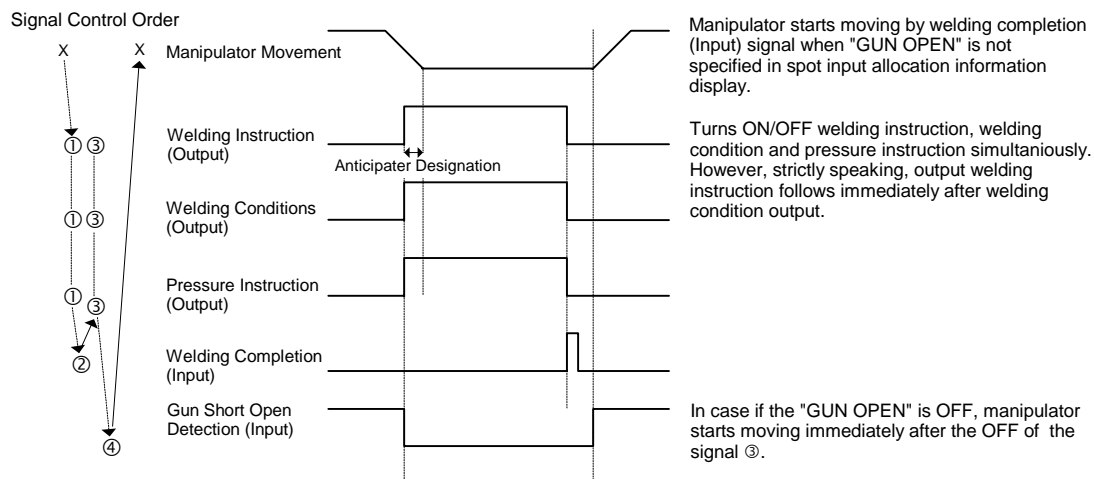 Signal Control Order
X X Manipulator Movement
Manipulator starts moving by welding completion
(Input) signal when "GUN OPEN" is not
specified in spot input allocation information
display.
① ③ Welding Instruction
(Output)
Anticipater Designation
Turns ON/OFF welding instruction, welding
condition and pressure instruction simultaniously.
However, strictly speaking, output welding
instruction follows immediately after welding
condition output.
① ③ Welding Conditions
(Output)
① ③ Pressure Instruction
(Output)
② Welding Completion
(Input)
④ Gun Short Open
Detection (Input)
In case if the "GUN OPEN" is OFF, manipulator
starts moving immediately after the OFF of the
signal ③.